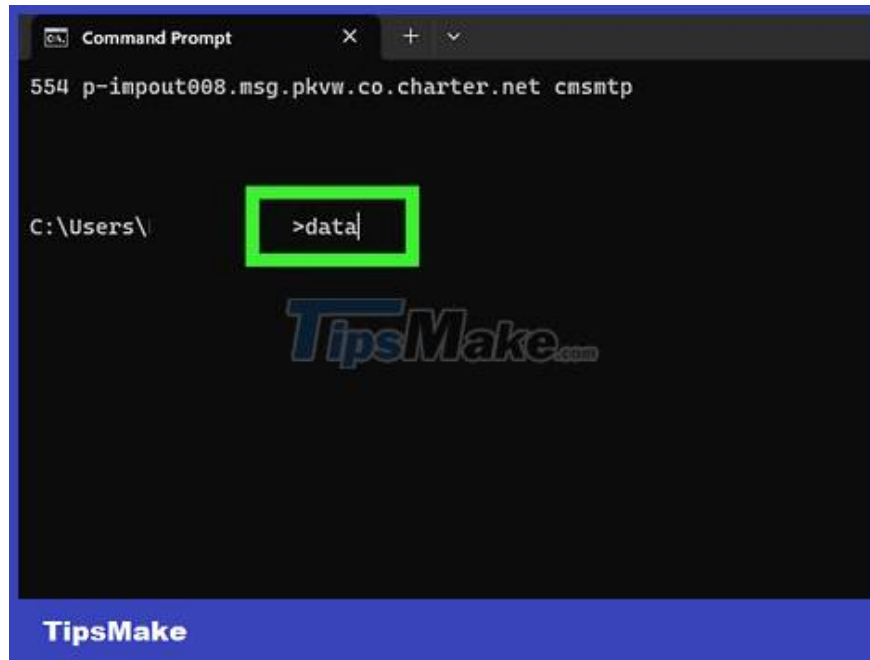 Command Prompt
554 p-impout008.msg.pkvw.co.charter.net cmsmtp
C:\Users\ >data
TipsMake.com
TipsMake